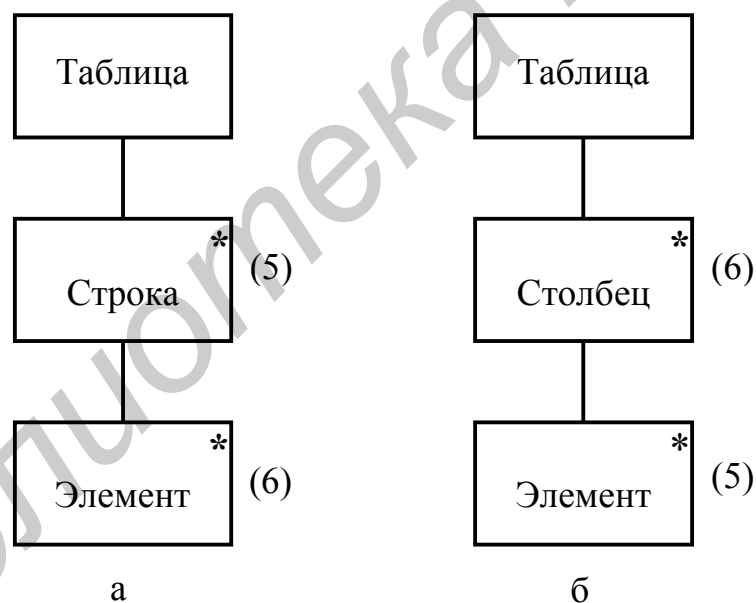 Таблица
*
Строка
(5)
*
Элемент
(6)
а
Таблица
*
Столбец
(6)
*
Элемент
(5)
б